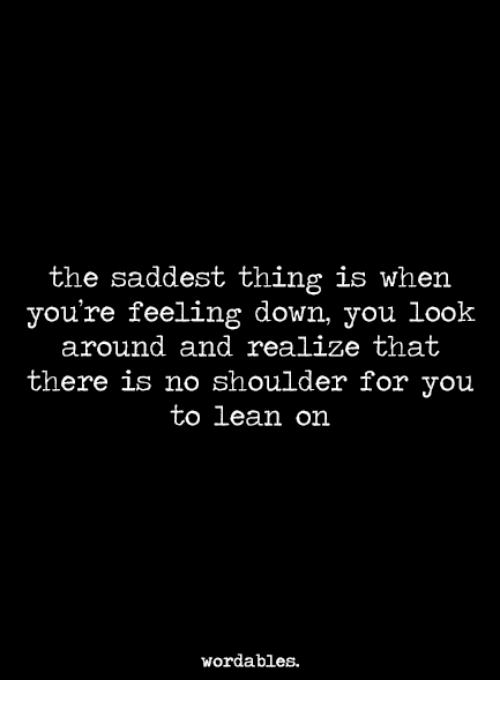 the saddest thing is when
you're feeling down, you look
around and realize that
there is no shoulder for you
to lean on
wordables.